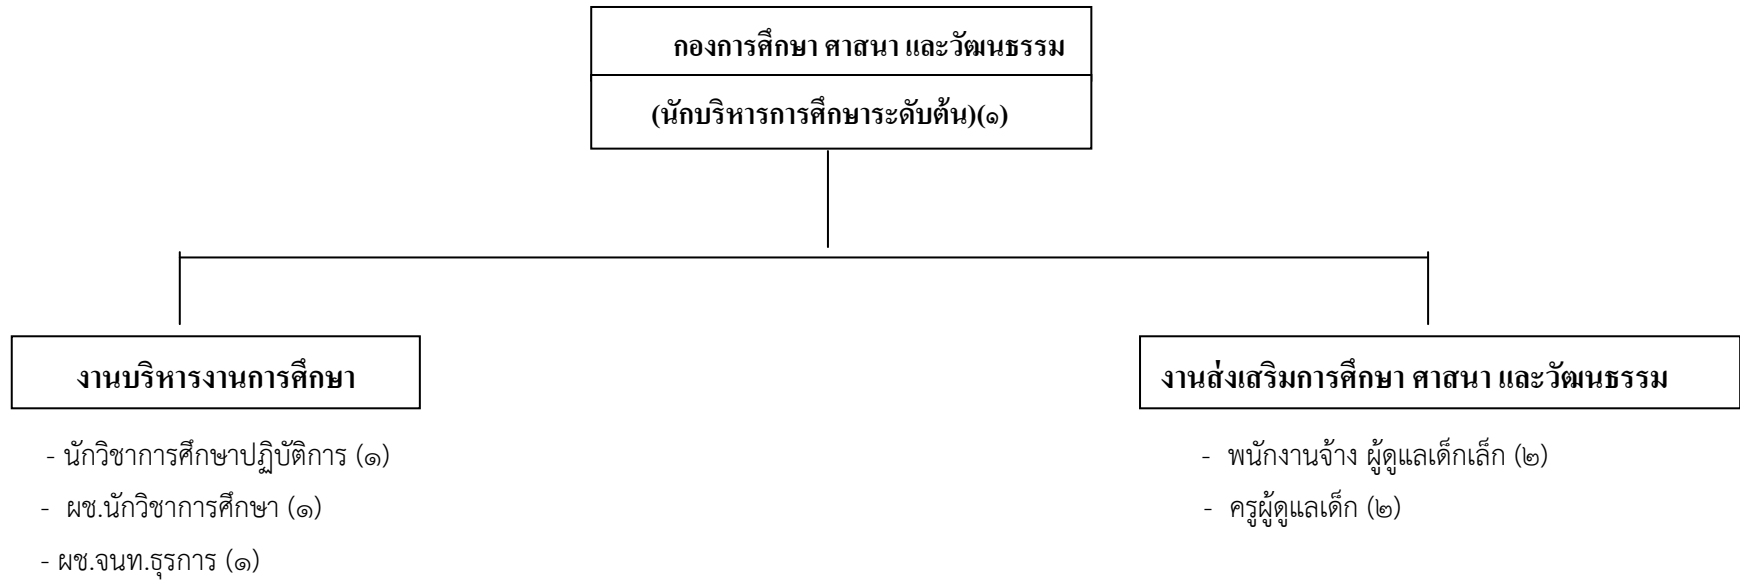 กองการศึกษา ศาสนา และวัฒนธรรม
(นักบริหารการศึกษาระดับต้น)(๑)
งานบริหารงานการศึกษา
- นักวิชาการศึกษาปฏิบัติการ (๑)
- ผช.นักวิชาการศึกษา (๑)
- ผช.จนท.ธุรการ (๑)
งานส่งเสริมการศึกษา ศาสนา และวัฒนธรรม
- พนักงานจ้าง ผู้ดูแลเด็กเล็ก (๒)
- ครูผู้ดูแลเด็ก (๒)